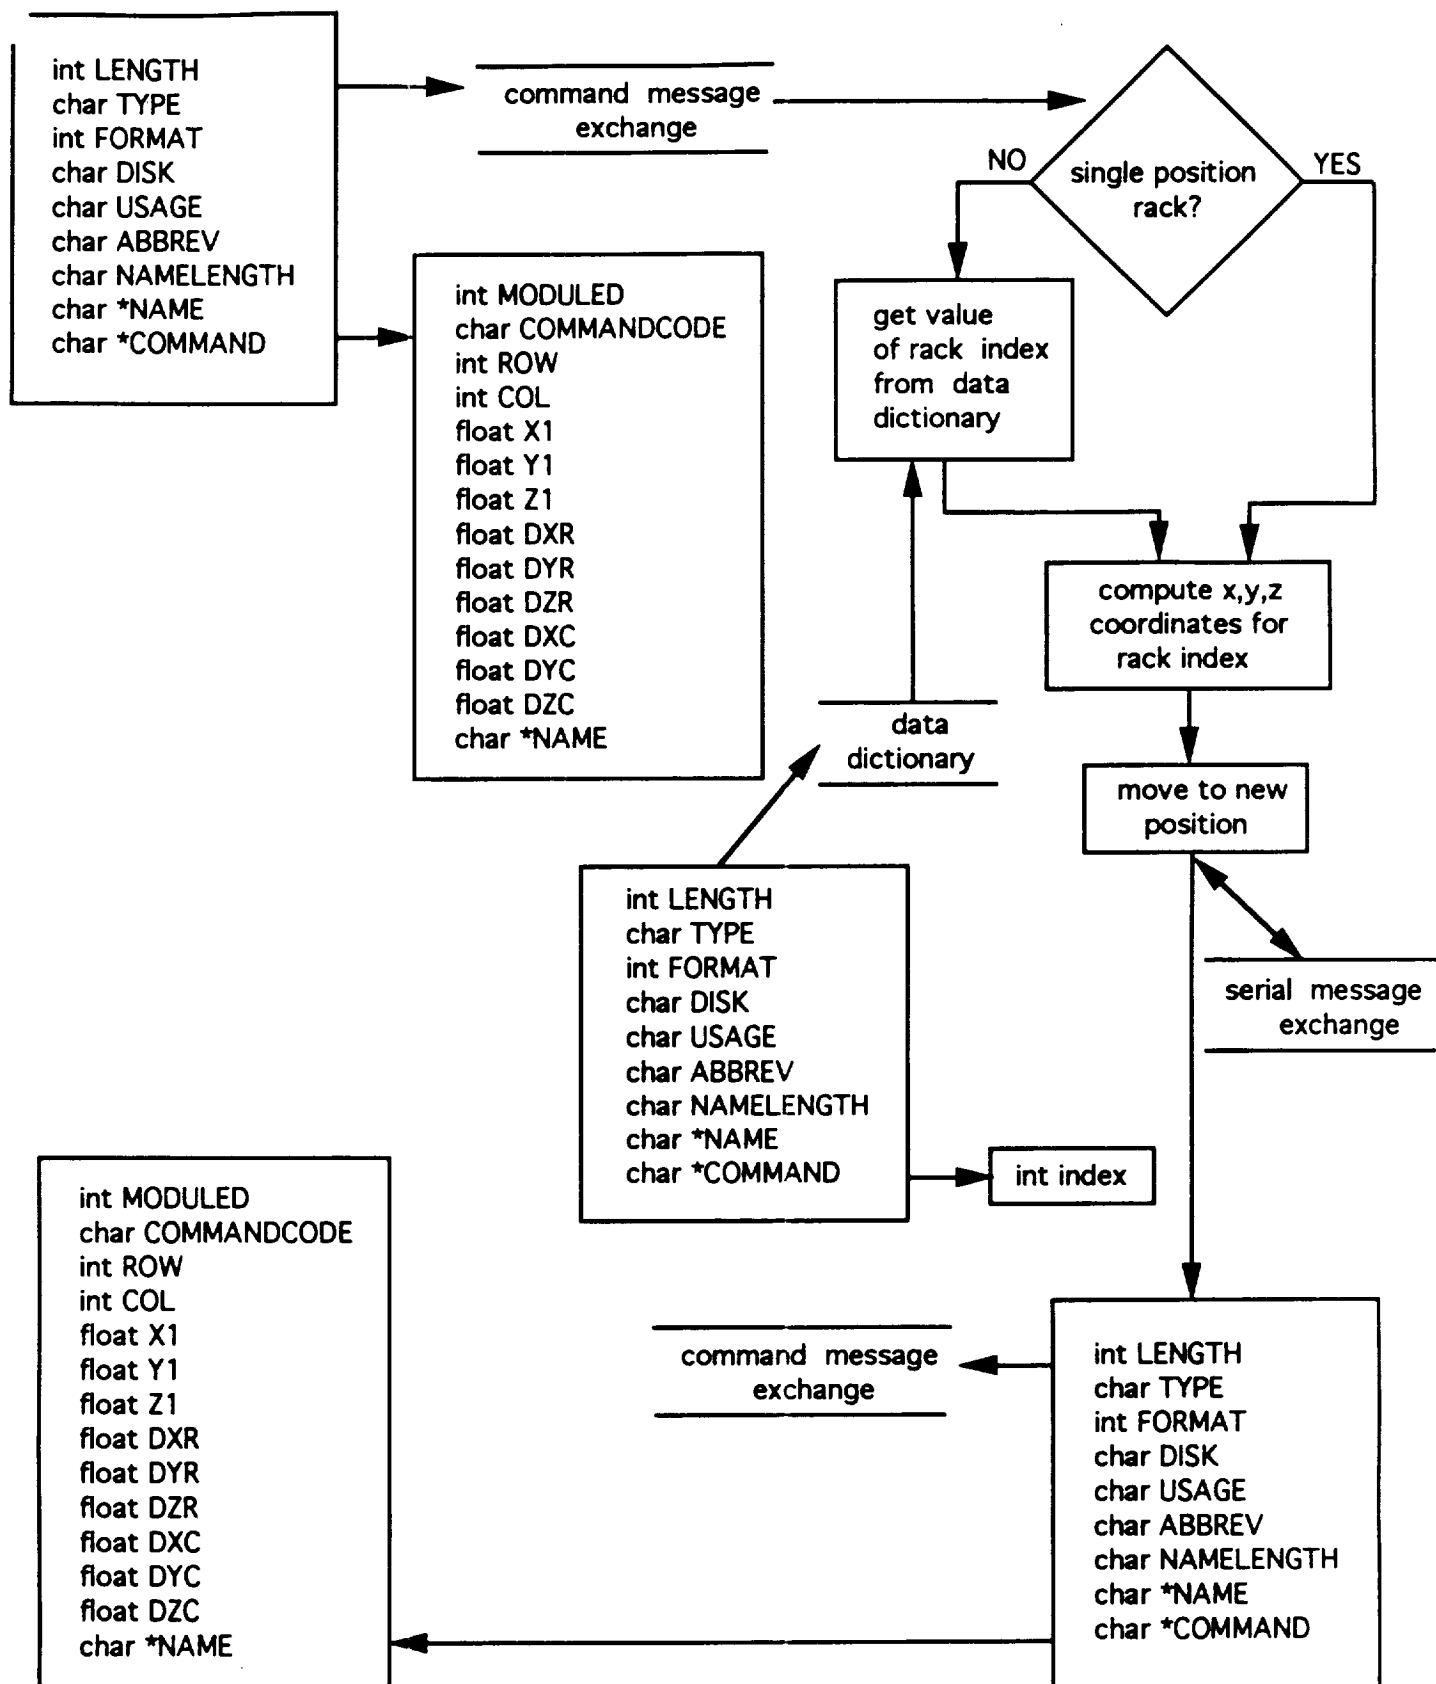 int LENGTH
char TYPE
int FORMAT
char DISK
char USAGE
char ABBREV
char NAMELENGTH
char *NAME
char *COMMAND
command message
exchange
single position
rack?
NO
YES
int MODULED
char COMMANDCODE
int ROW
int COL
float X1
float Y1
float Z1
float DXR
float DYR
float DZR
float DXC
float DYC
float DZC
char *NAME
get value
of rack index
from data
dictionary
compute x,y,z
coordinates for
rack index
data
dictionary
move to new
position
int LENGTH
char TYPE
int FORMAT
char DISK
char USAGE
char ABBREV
char NAMELENGTH
char *NAME
char *COMMAND
serial message
exchange
int index
int MODULED
char COMMANDCODE
int ROW
int COL
float X1
float Y1
float Z1
float DXR
float DYR
float DZR
float DXC
float DYC
float DZC
char *NAME
command message
exchange
int LENGTH
char TYPE
int FORMAT
char DISK
char USAGE
char ABBREV
char NAMELENGTH
char *NAME
char *COMMAND